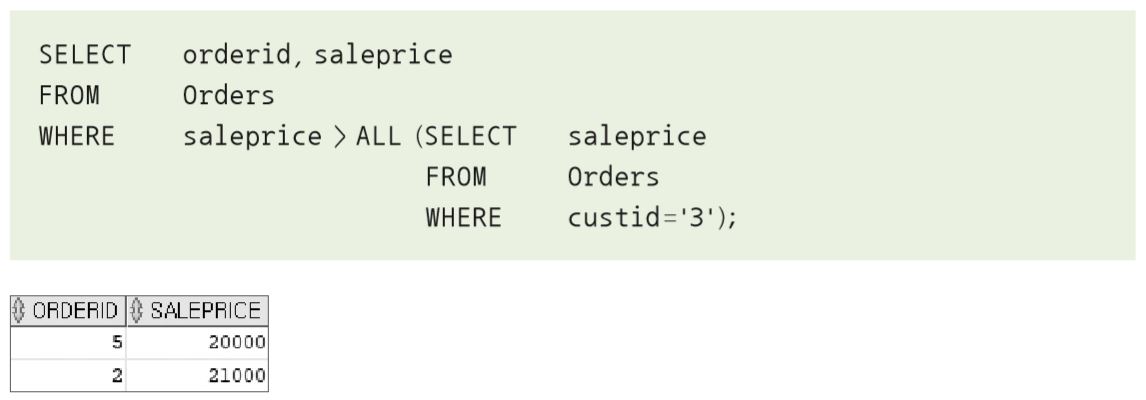 SELECT orderid, saleprice
FROM Orders
WHERE saleprice > ALL (SELECT saleprice
FROM Orders
WHERE custid='3');
ORDERID SALEPRICE
5 20000
2 21000